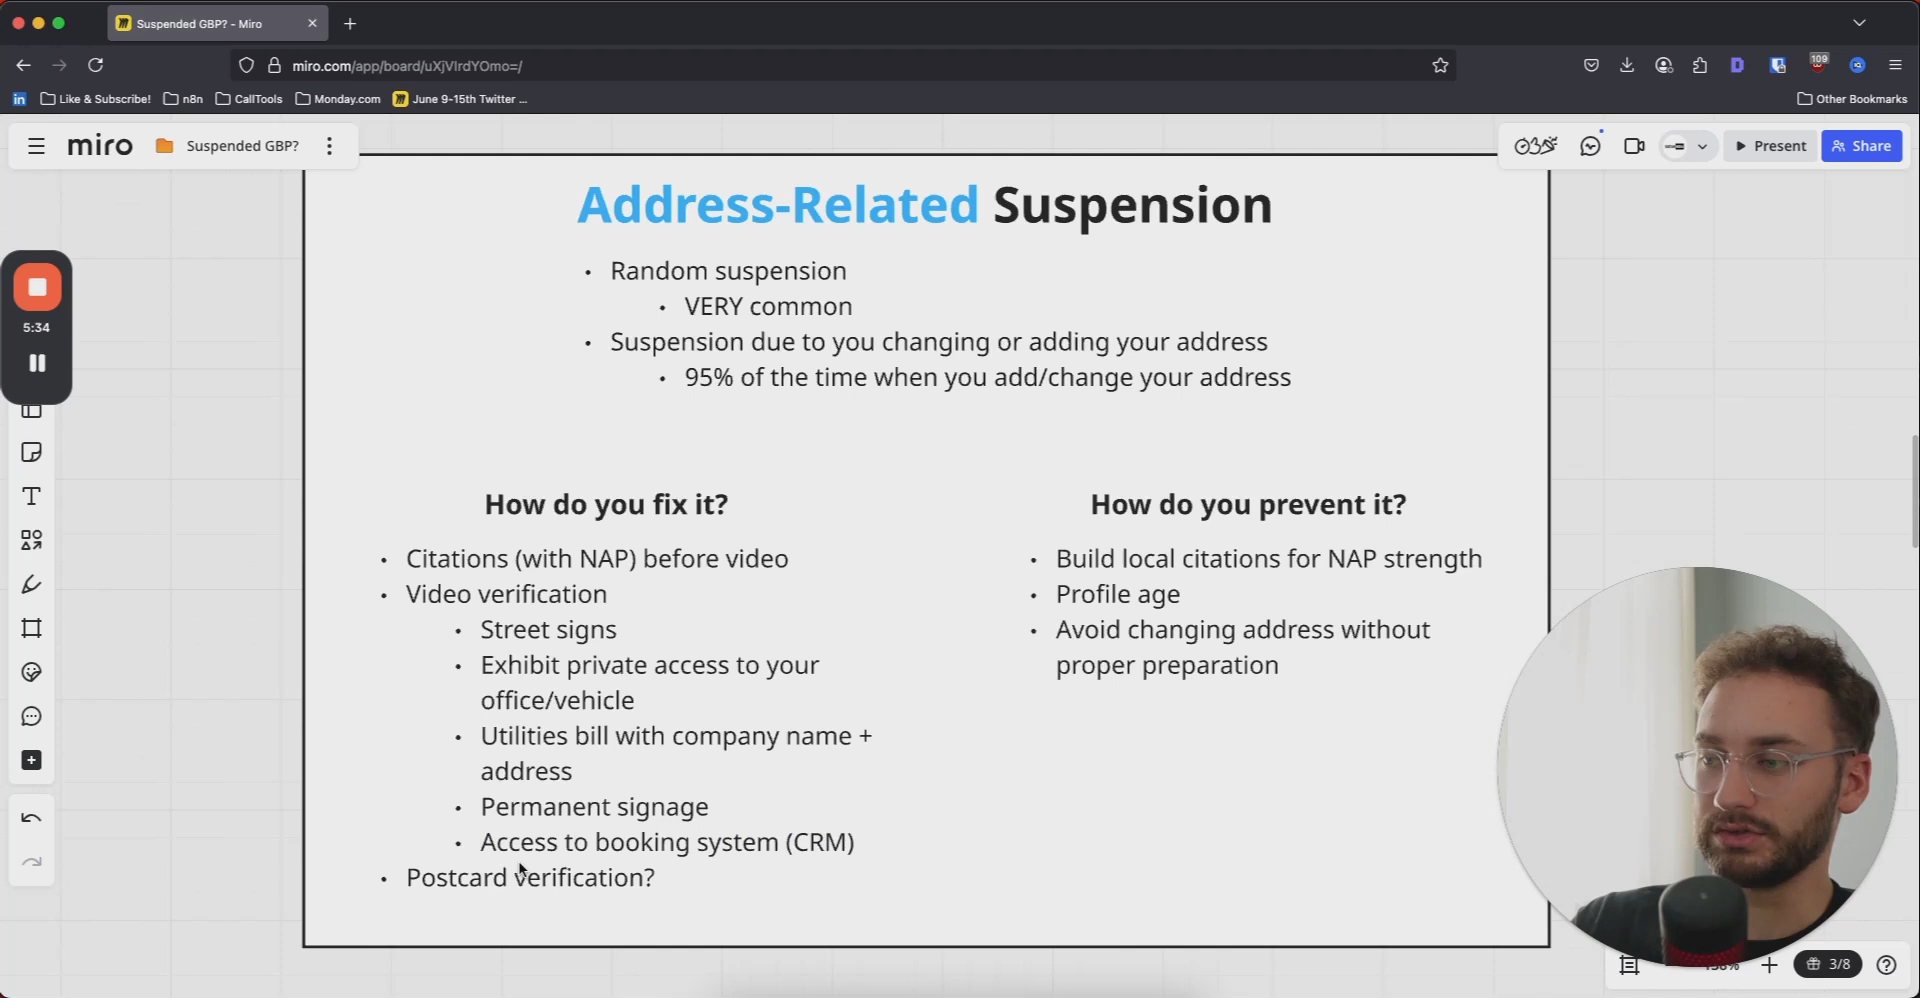 Suspended GBP? - Miro
miro.com/app/board/uXjVIrdYOmo=/
109
Like & Subscribe!
n8n
CallTools
Monday.com
June 9-15th Twitter ...
Other Bookmarks
miro
Suspended GBP?
Present
Share
Address-Related Suspension
• Random suspension
• VERY common
• Suspension due to you changing or adding your address
• 95% of the time when you add/change your address
5:34
How do you fix it?
• Citations (with NAP) before video
• Video verification
• Street signs
• Exhibit private access to your
office/vehicle
• Utilities bill with company name +
address
• Permanent signage
• Access to booking system (CRM)
• Postcard verification?
How do you prevent it?
• Build local citations for NAP strength
• Profile age
• Avoid changing address without
proper preparation
3/8